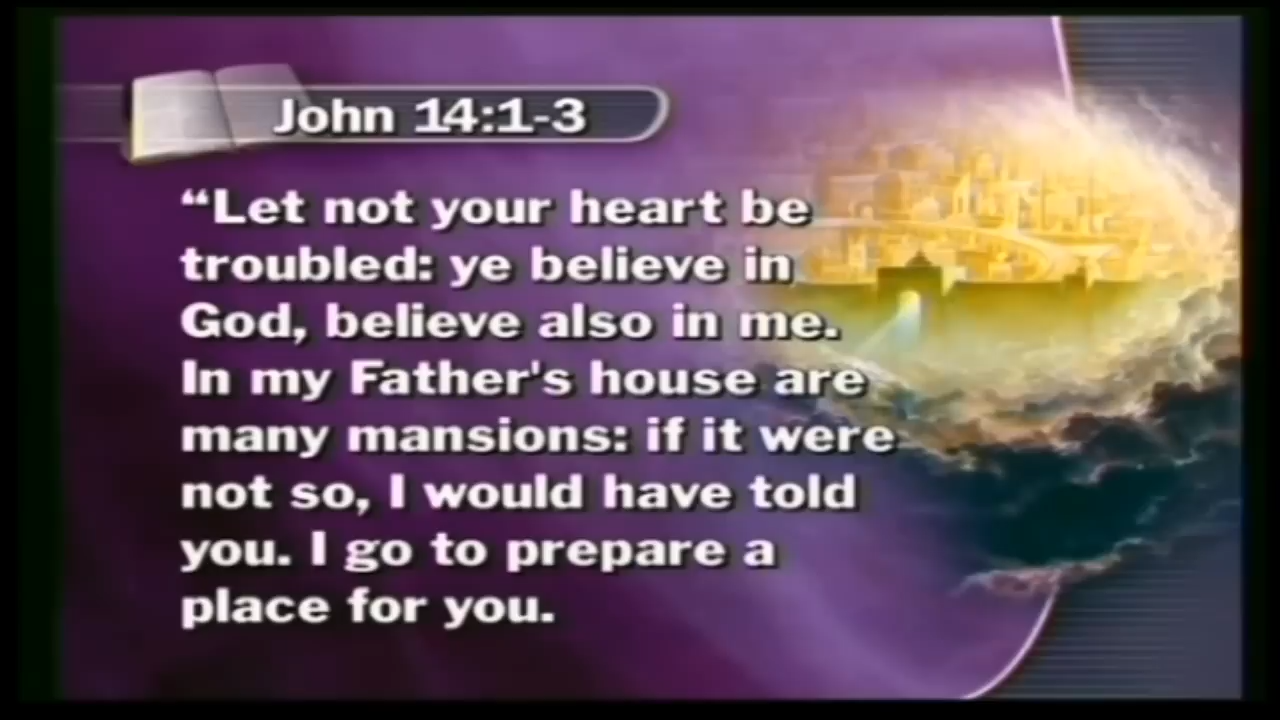 John 14:1-3
“Let not your heart be
troubled: ye believe in
God, believe also in me.
In my Father's house are
many mansions: if it were
not so, I would have told
you. I go to prepare a
place for you.